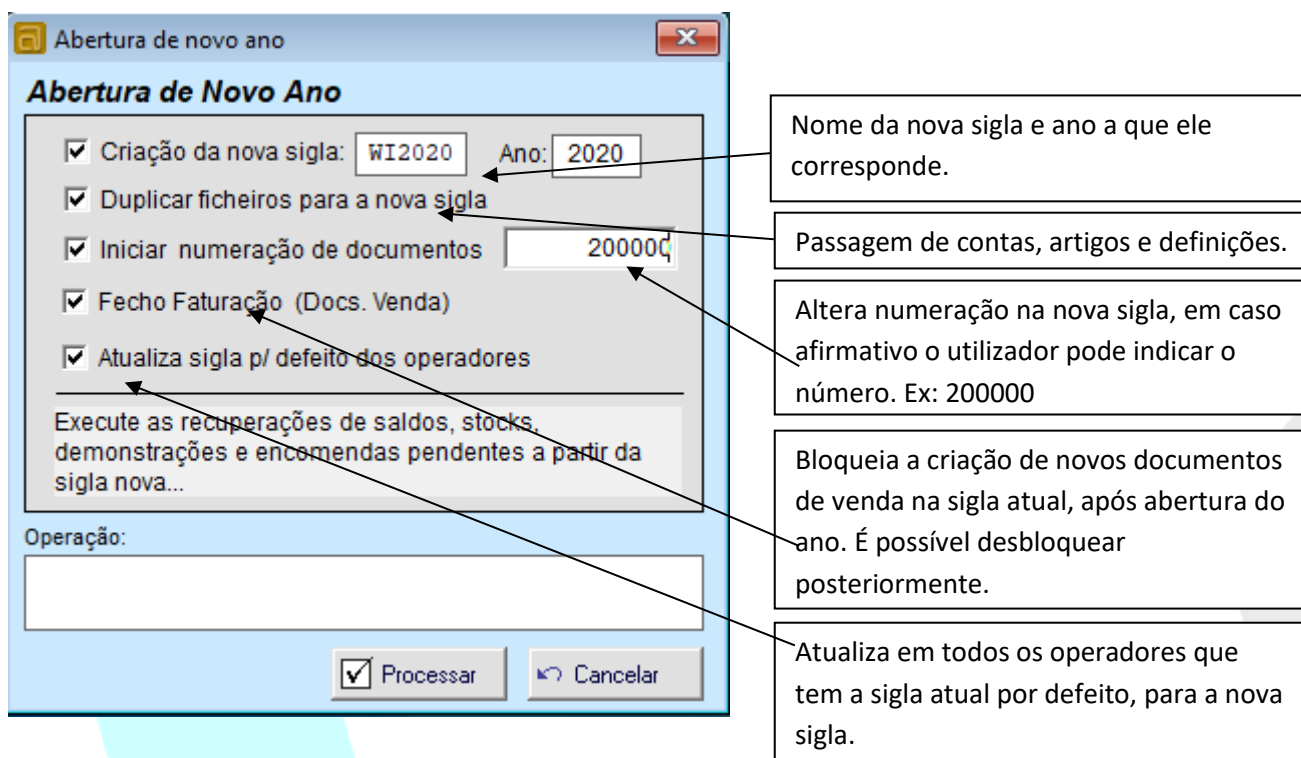 Abertura de novo ano
Abertura de Novo Ano
Criação da nova sigla: WI2020 Ano: 2020
Duplicar ficheiros para a nova sigla
Iniciar numeração de documentos 200000
Fecho Faturação (Docs. Venda)
Atualiza sigla p/ defeito dos operadores
Execute as recuperações de saldos, stocks,
demonstrações e encomendas pendentes a partir da
sigla nova...
Operação:
Processar Cancelar
Nome da nova sigla e ano a que ele
corresponde.
Passagem de contas, artigos e definições.
Altera numeração na nova sigla, em caso
afirmativo o utilizador pode indicar o
número. Ex: 200000
Bloqueia a criação de novos documentos
de venda na sigla atual, após abertura do
ano. É possível desbloquear
posteriormente.
Atualiza em todos os operadores que
tem a sigla atual por defeito, para a nova
sigla.